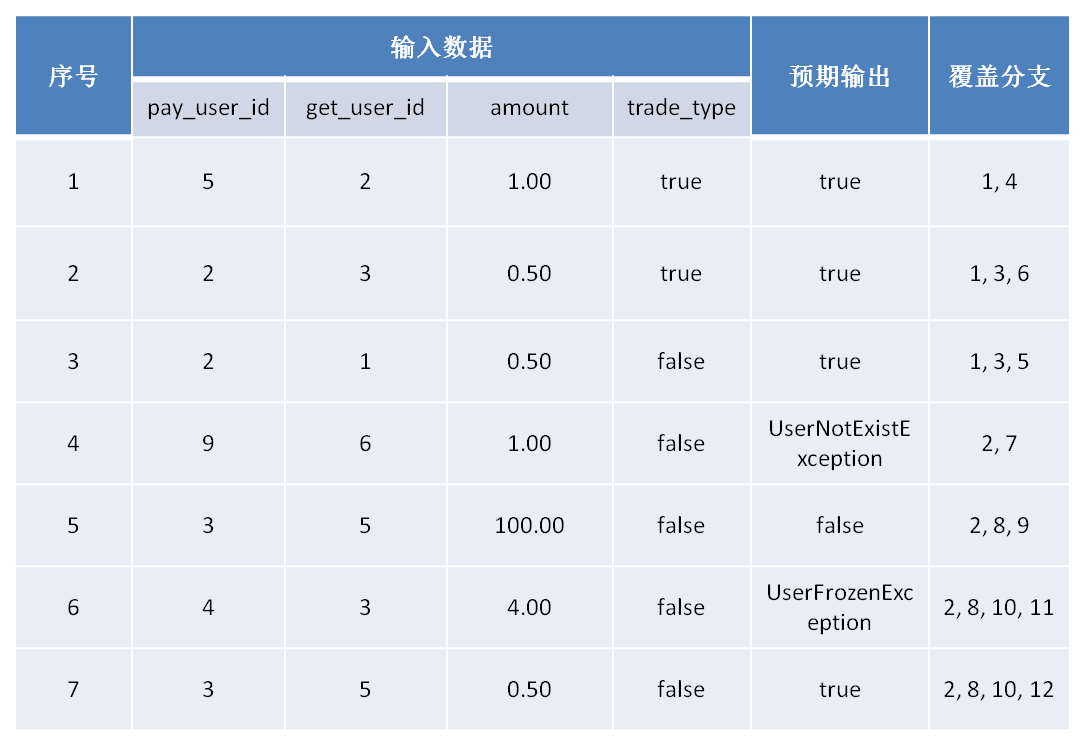 序号 输入数据 预期输出 覆盖分支
pay_user_id get_user_id amount trade_type
1 5 2 1.00 true true 1, 4
2 2 3 0.50 true true 1, 3, 6
3 2 1 0.50 false true 1, 3, 5
4 9 6 1.00 false UserNotExistE
xception 2, 7
5 3 5 100.00 false false 2, 8, 9
6 4 3 4.00 false UserFrozenExc
eption 2, 8, 10, 11
7 3 5 0.50 false true 2, 8, 10, 12